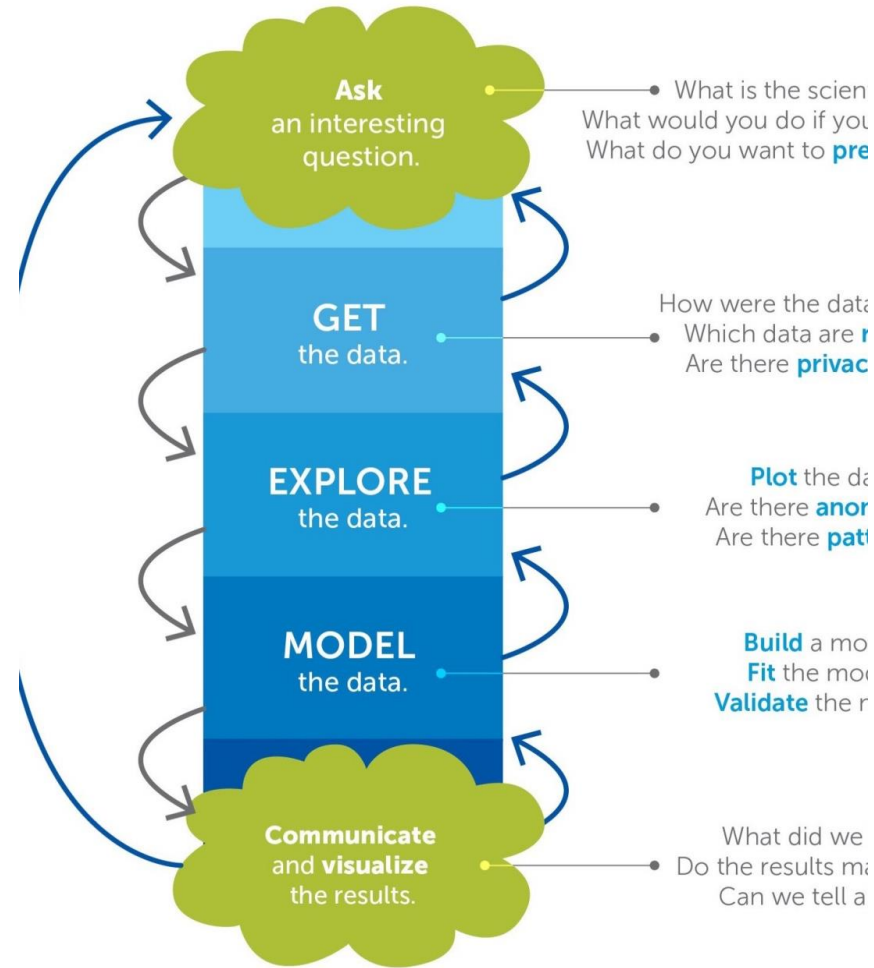 Ask
an interesting
question.
What is the scien
What would you do if you
What do you want to pre
GET
the data.
How were the data
Which data are r
Are there privac
EXPLORE
the data.
Plot the da
Are there anor
Are there patt
MODEL
the data.
Build a mo
Fit the mod
Validate the r
Communicate
and visualize
the results.
What did we
Do the results ma
Can we tell a